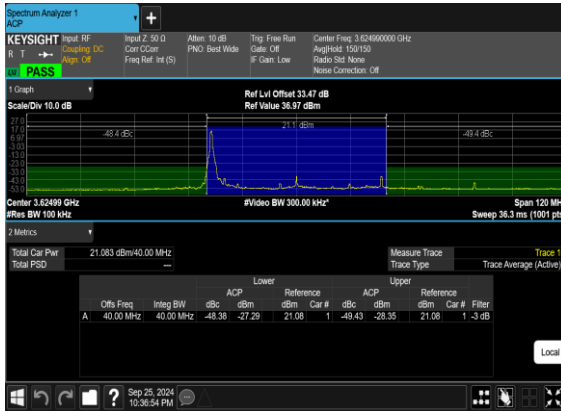 Spectrum Analyzer 1
ACP
+
KEYSIGHT Input: RF Input Z: 50 Ω Atten: 10 dB Trig: Free Run Center Freq: 3.624990000 GHz
R T Coupling: DC Corr CCorr PNO: Best Wide Gate: Off Avg|Hold: 150/150
Align: Off Freq Ref: Int (S) IF Gain: Low Radio Std: None
PASS Noise Correction: Off
1 Graph Ref Lvl Offset 33.47 dB
Scale/Div 10.0 dB Ref Value 36.97 dBm
27.0
17.0 -48.4 dBc 21.1 dBm -49.4 dBc
6.97
-3.03
-13.0
-23.0
-33.0
-43.0
-53.0
Center 3.62499 GHz #Video BW 300.00 kHz* Span 120 MH
#Res BW 100 kHz Sweep 36.3 ms (1001 pts
2 Metrics
Total Car Pwr 21.083 dBm/40.00 MHz Measure Trace Trace 1
Total PSD --- Trace Type Trace Average (Active)
Lower Upper
ACP Reference ACP Reference
Offs Freq Integ BW dBc dBm dBm Car # dBc dBm dBm Car # Filter
A 40.00 MHz 40.00 MHz -48.38 -27.29 21.08 1 -49.43 -28.35 21.08 1 -3 dB
Local
? Sep 25, 2024
10:36:54 PM